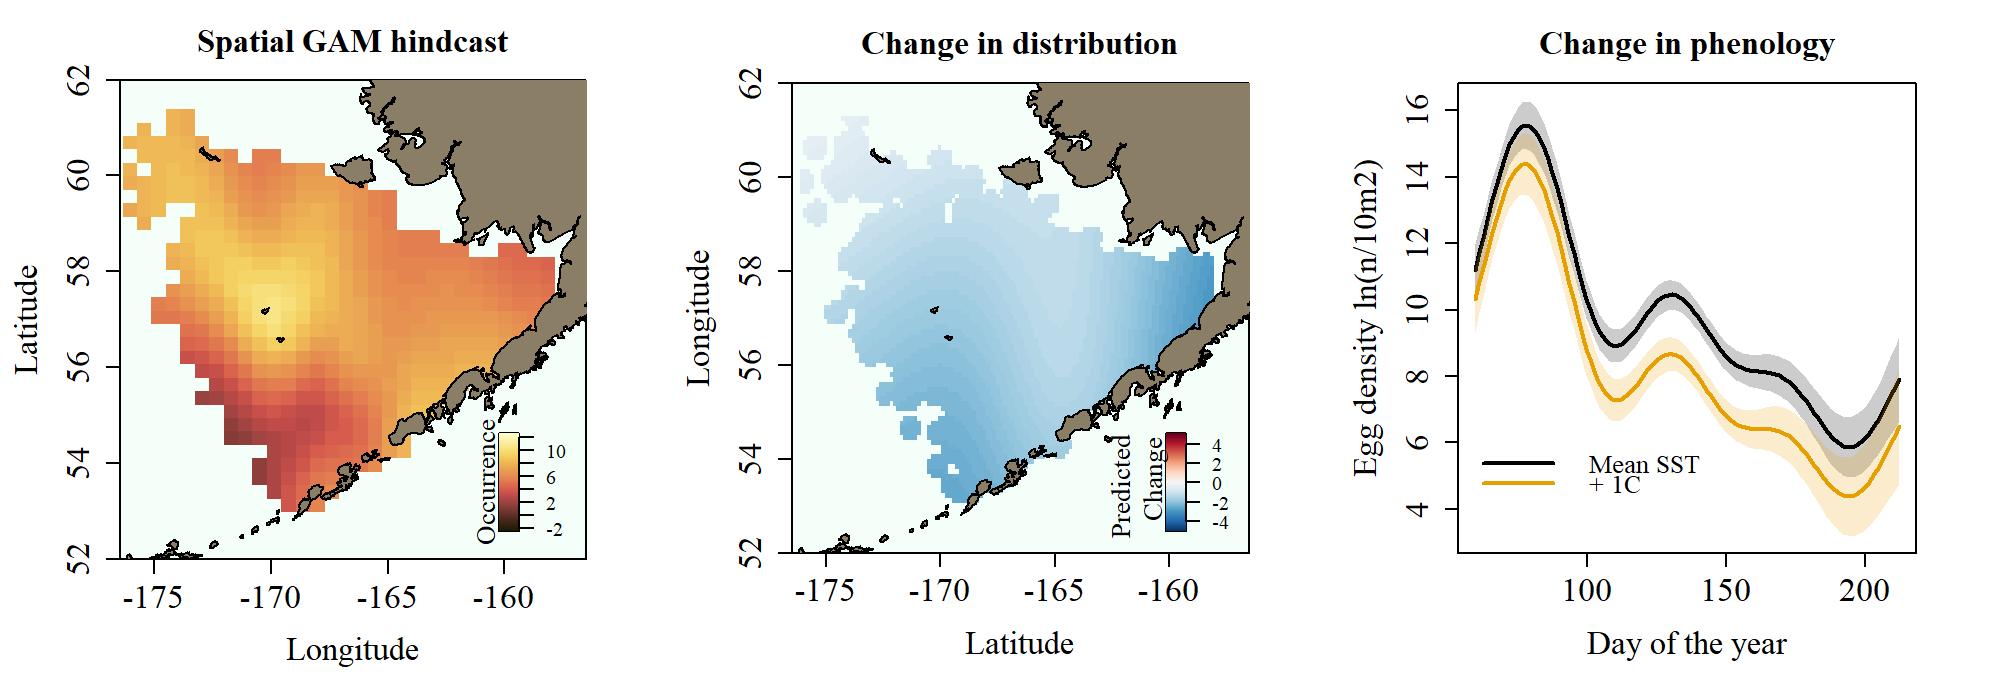 Spatial GAM hindcast
Latitude
62
60
58
56
54
52
-175 -170 -165 -160
Longitude
Occurrence
10
6
2
-2
Change in distribution
Longitude
62
60
58
56
54
52
-175 -170 -165 -160
Latitude
Predicted
Change
4
2
0
-2
-4
Change in phenology
Egg density ln(n/10m2)
16
14
12
10
8
6
4
Mean SST
+ 1C
100 150 200
Day of the year